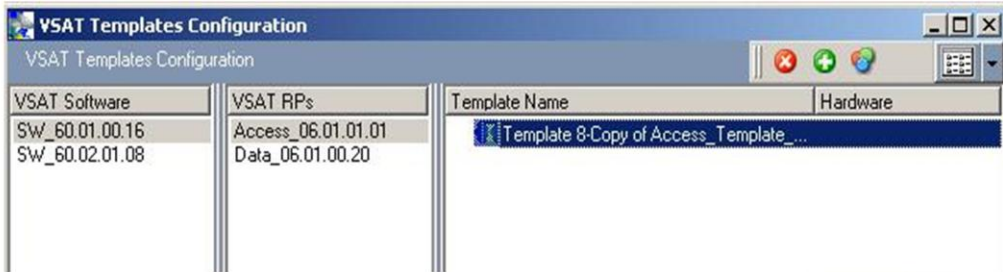 VSAT Templates Configuration
VSAT Templates Configuration
VSAT Software VSAT RPs Template Name Hardware
SW_60.01.00.16 Access_06.01.01.01 Template 8-Copy of Access_Template_...
SW_60.02.01.08 Data_06.01.00.20